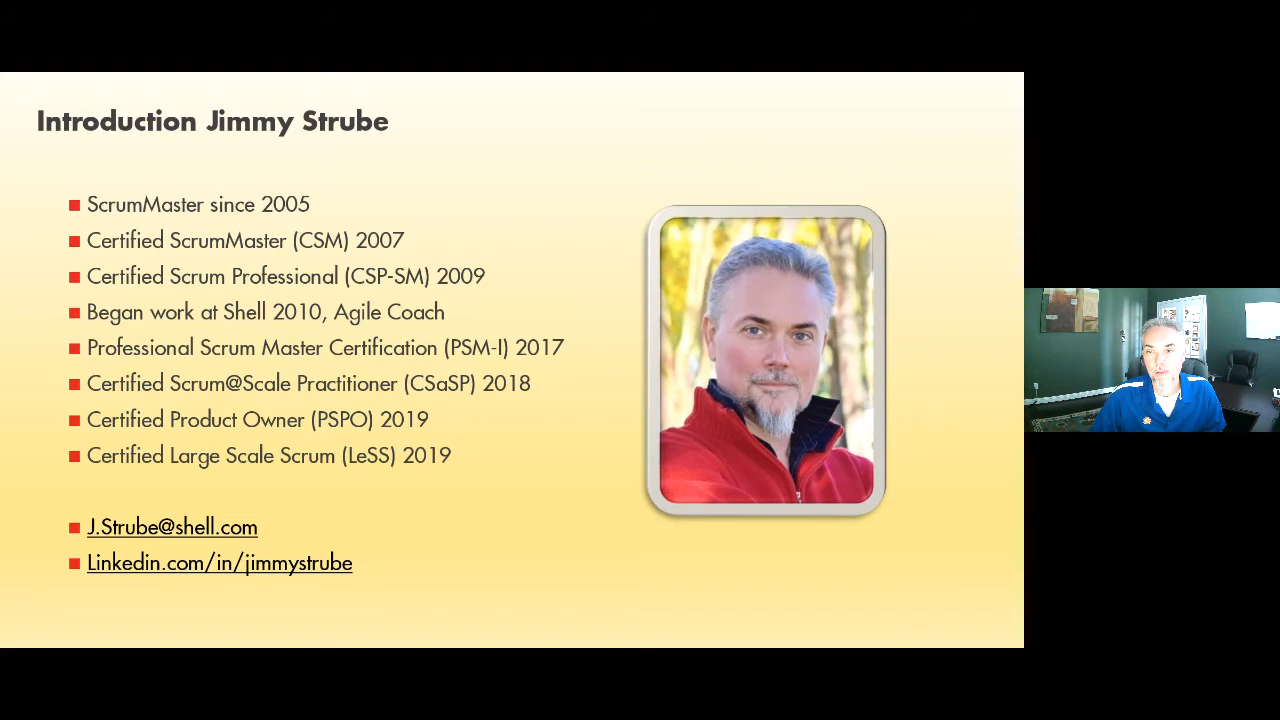 Introduction Jimmy Strube
ScrumMaster since 2005
Certified ScrumMaster (CSM) 2007
Certified Scrum Professional (CSP-SM) 2009
Began work at Shell 2010, Agile Coach
Professional Scrum Master Certification (PSM-I) 2017
Certified Scrum@Scale Practitioner (CSaSP) 2018
Certified Product Owner (PSPO) 2019
Certified Large Scale Scrum (LeSS) 2019
J.Strube@shell.com
Linkedin.com/in/jimmystrube